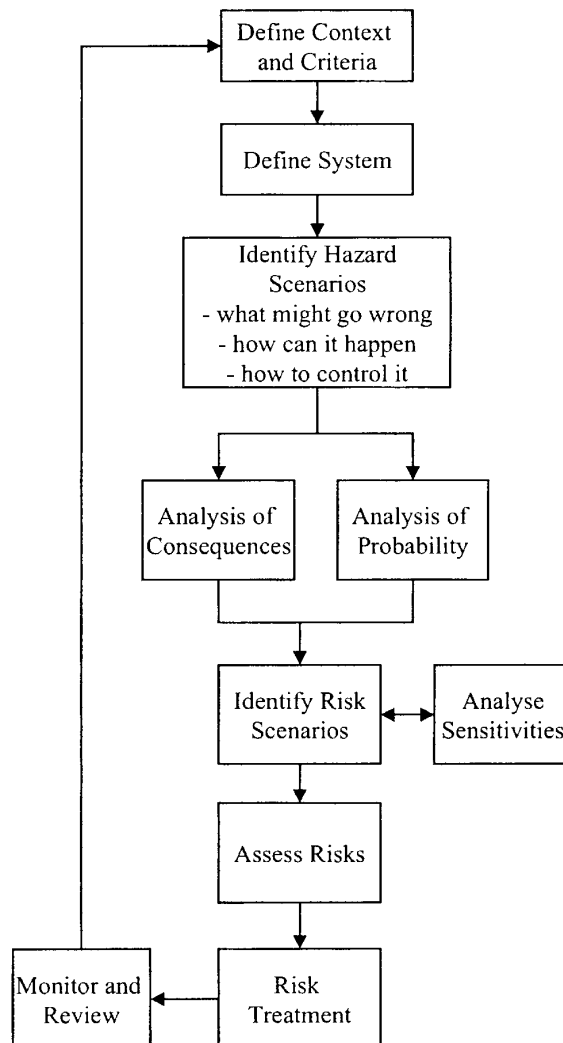 Define Context
and Criteria
Define System
Identify Hazard
Scenarios
- what might go wrong
- how can it happen
- how to control it
Analysis of
Consequences
Analysis of
Probability
Identify Risk
Scenarios
Analyse
Sensitivities
Assess Risks
Monitor and
Review
Risk
Treatment